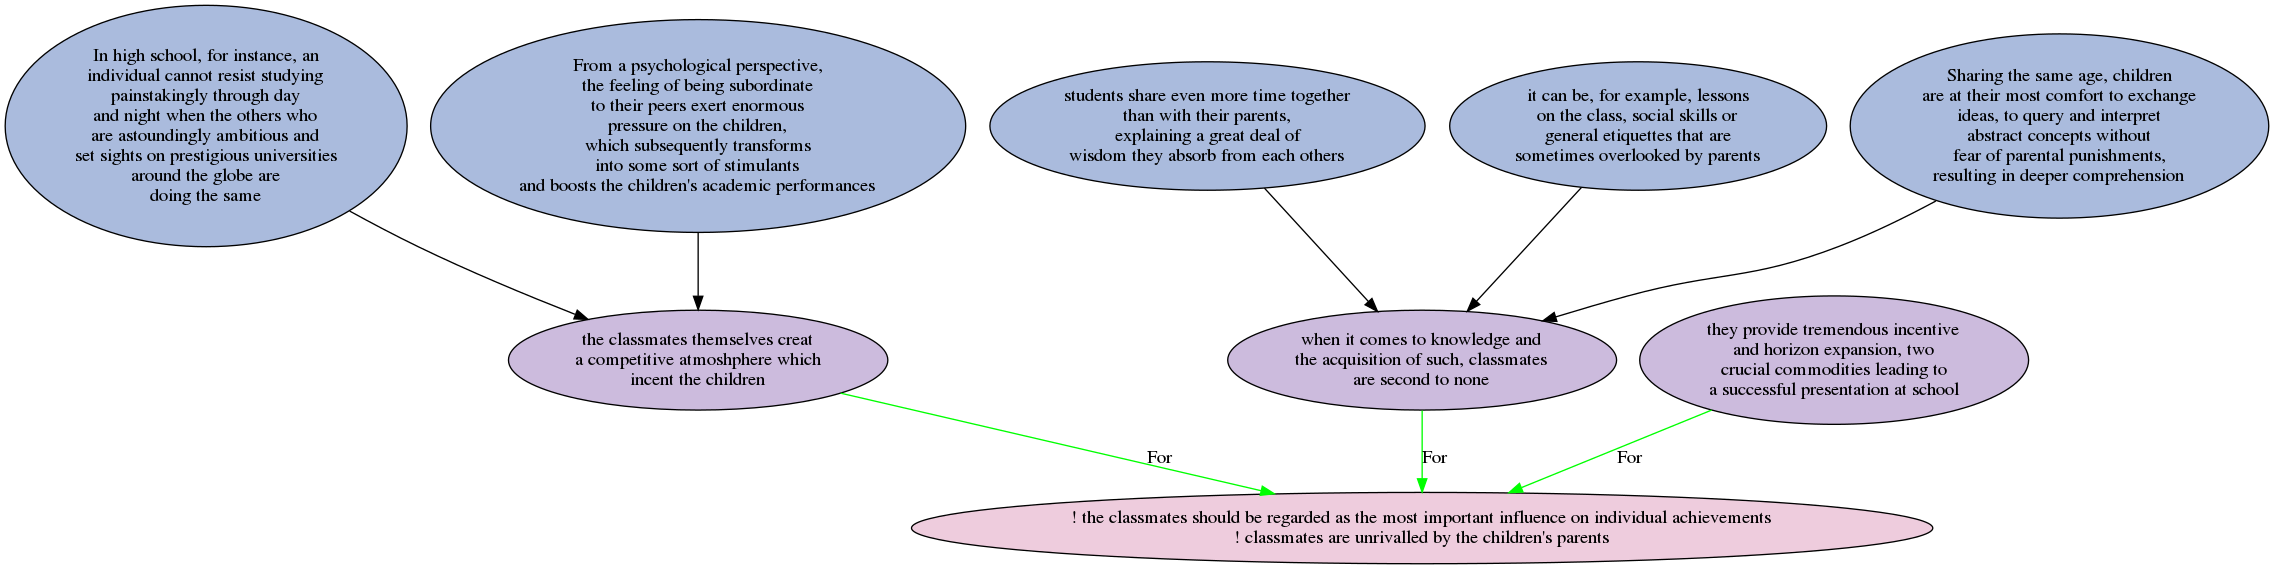 In high school, for instance, an
individual cannot resist studying
painstakingly through day
and night when the others who
are astoundingly ambitious and
set sights on prestigious universities
around the globe are
doing the same
From a psychological perspective,
the feeling of being subordinate
to their peers exert enormous
pressure on the children,
which subsequently transforms
into some sort of stimulants
and boosts the children's academic performances
students share even more time together
than with their parents,
explaining a great deal of
wisdom they absorb from each others
it can be, for example, lessons
on the class, social skills or
general etiquettes that are
sometimes overlooked by parents
Sharing the same age, children
are at their most comfort to exchange
ideas, to query and interpret
abstract concepts without
fear of parental punishments,
resulting in deeper comprehension
the classmates themselves creat
a competitive atmoshphere which
incent the children
when it comes to knowledge and
the acquisition of such, classmates
are second to none
they provide tremendous incentive
and horizon expansion, two
crucial commodities leading to
a successful presentation at school
For
For
For
! the classmates should be regarded as the most important influence on individual achievements
! classmates are unrivalled by the children's parents